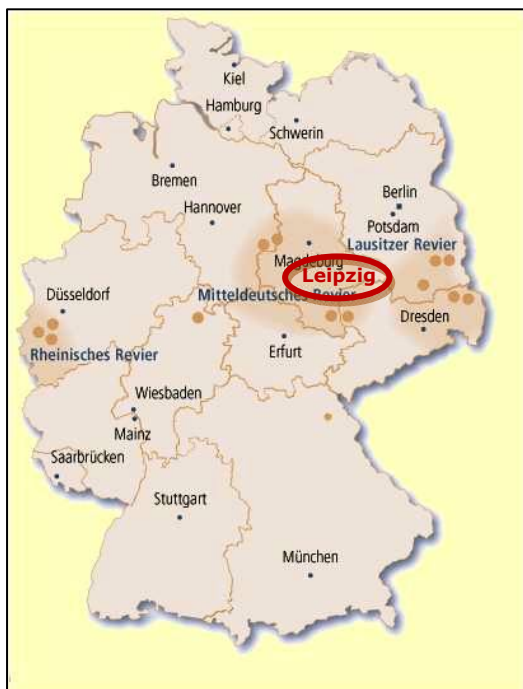 Kiel
Hamburg
Schwerin
Bremen
Berlin
Hannover
Potsdam
Lausitzer Revier
Magdeburg
Leipzig
Mitteldeutsches Revier
Düsseldorf
Dresden
Rheinisches Revier
Erfurt
Wiesbaden
Mainz
Saarbrücken
Stuttgart
München